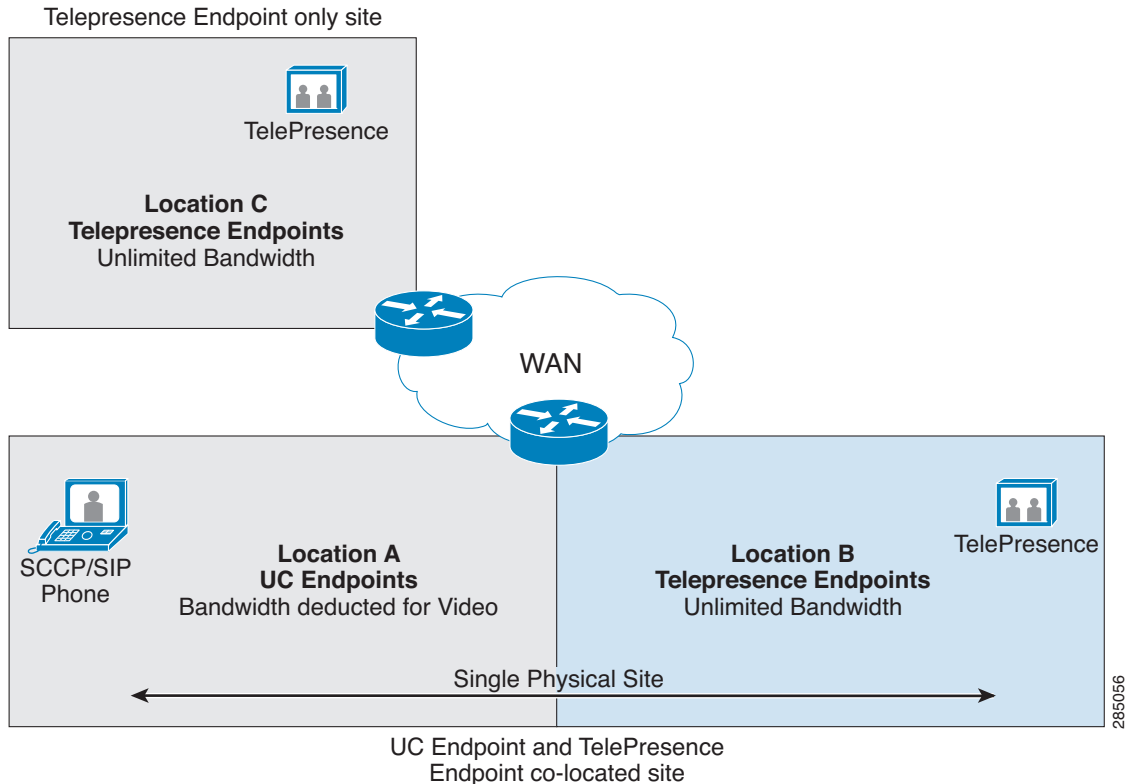 Telepresence Endpoint only site
TelePresence
Location C
Telepresence Endpoints
Unlimited Bandwidth
WAN
SCCP/SIP
Phone
Location A
UC Endpoints
Bandwidth deducted for Video
Location B
Telepresence Endpoints
Unlimited Bandwidth
TelePresence
Single Physical Site
285056
UC Endpoint and TelePresence
Endpoint co-located site